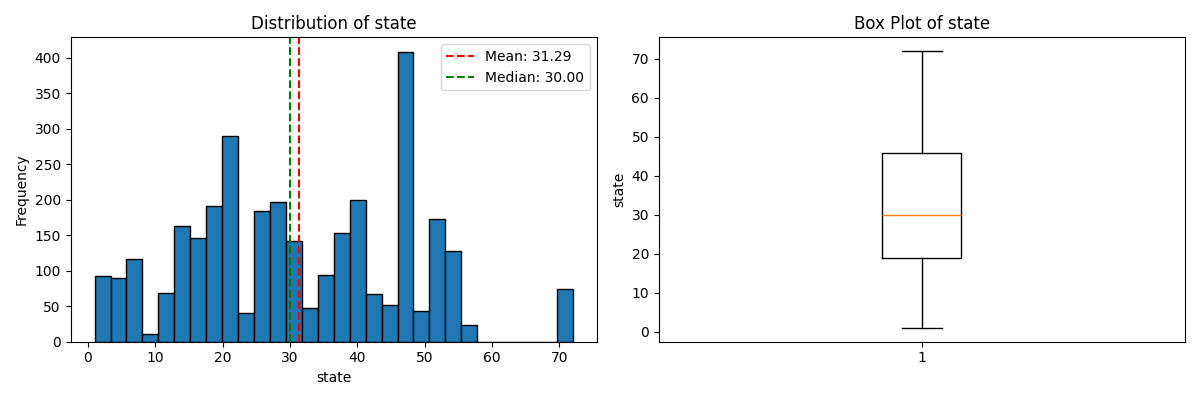 Distribution of state
Mean: 31.29
Median: 30.00
Frequency
400
350
300
250
200
150
100
50
0
0 10 20 30 40 50 60 70
state
Box Plot of state
state
70
60
50
40
30
20
10
0
1